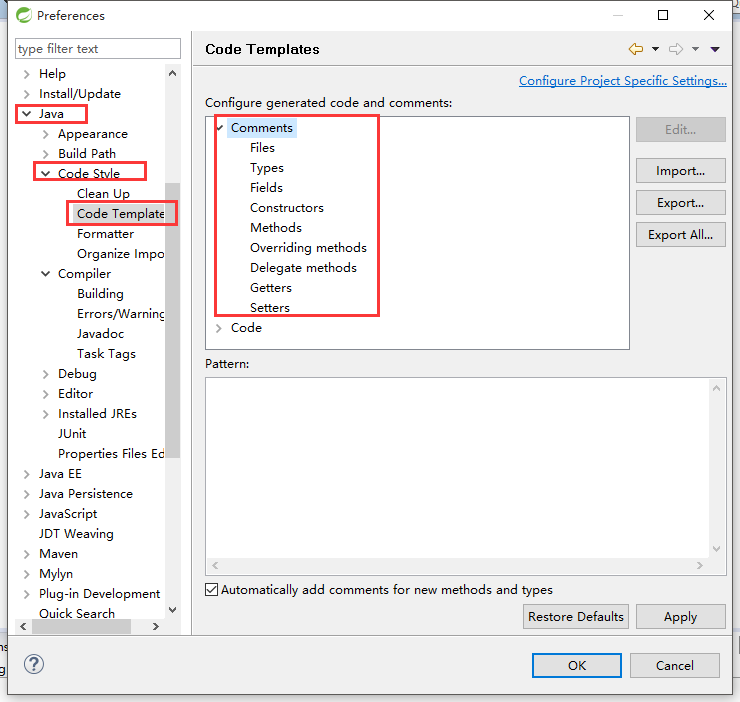 Preferences
type filter text
Help
Install/Update
Java
Appearance
Build Path
Code Style
Clean Up
Code Template
Formatter
Organize Impo
Compiler
Building
Errors/Warning
Javadoc
Task Tags
Debug
Editor
Installed JREs
JUnit
Properties Files Ed
Java EE
Java Persistence
JavaScript
JDT Weaving
Maven
Mylyn
Plug-in Development
Quick Search
Code Templates
Configure Project Specific Settings...
Configure generated code and comments:
Comments
Files
Types
Fields
Constructors
Methods
Overriding methods
Delegate methods
Getters
Setters
Code
Edit...
Import...
Export...
Export All...
Pattern:
Automatically add comments for new methods and types
Restore Defaults
Apply
?
OK
Cancel